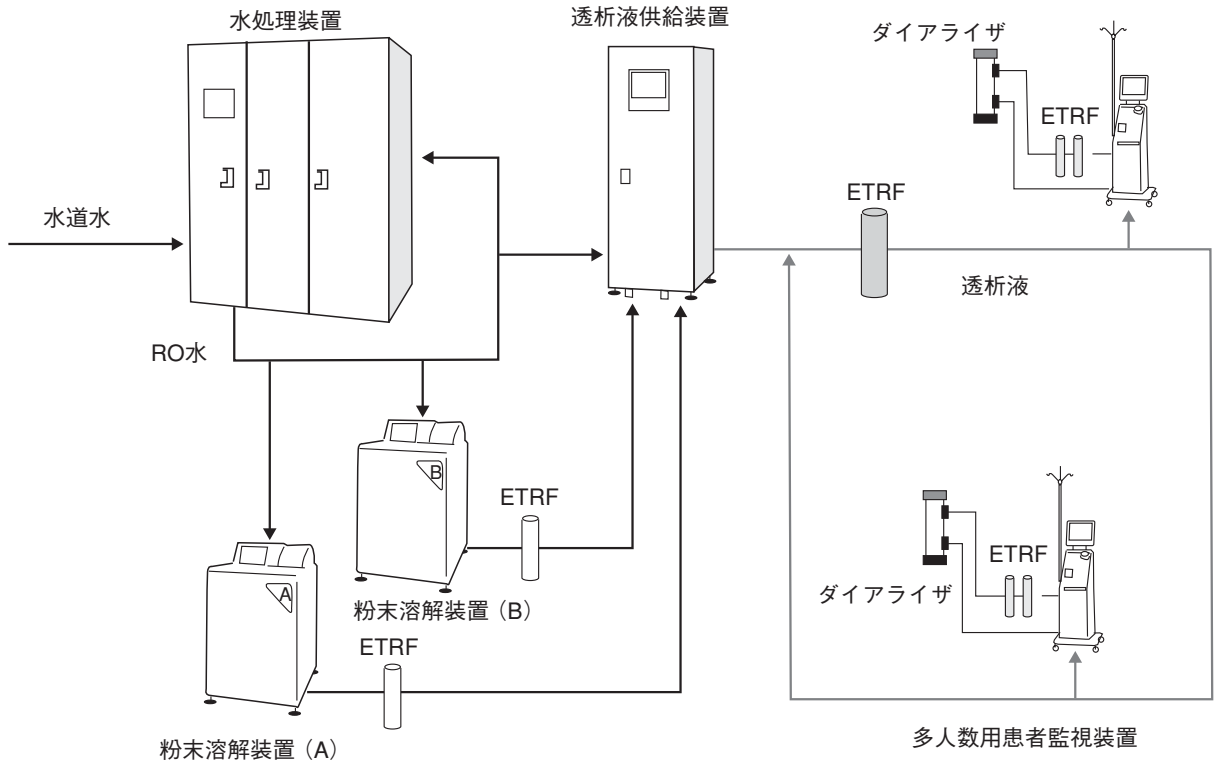 水処理装置
透析液供給装置
ダイアライザ
ETRF
ETRF
水道水
透析液
RO水
B
ETRF
ETRF
ダイアライザ
A
粉末溶解装置（B）
ETRF
多人数用患者監視装置
粉末溶解装置（A）